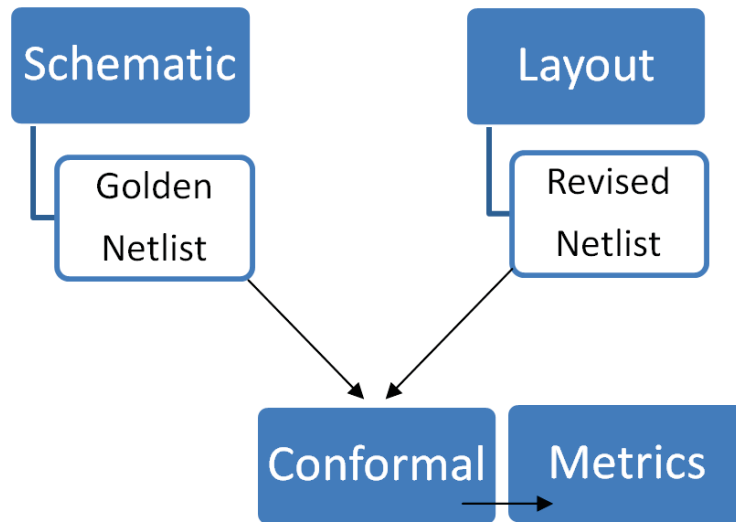 Schematic
Layout
Golden
Netlist
Revised
Netlist
Conformal
Metrics